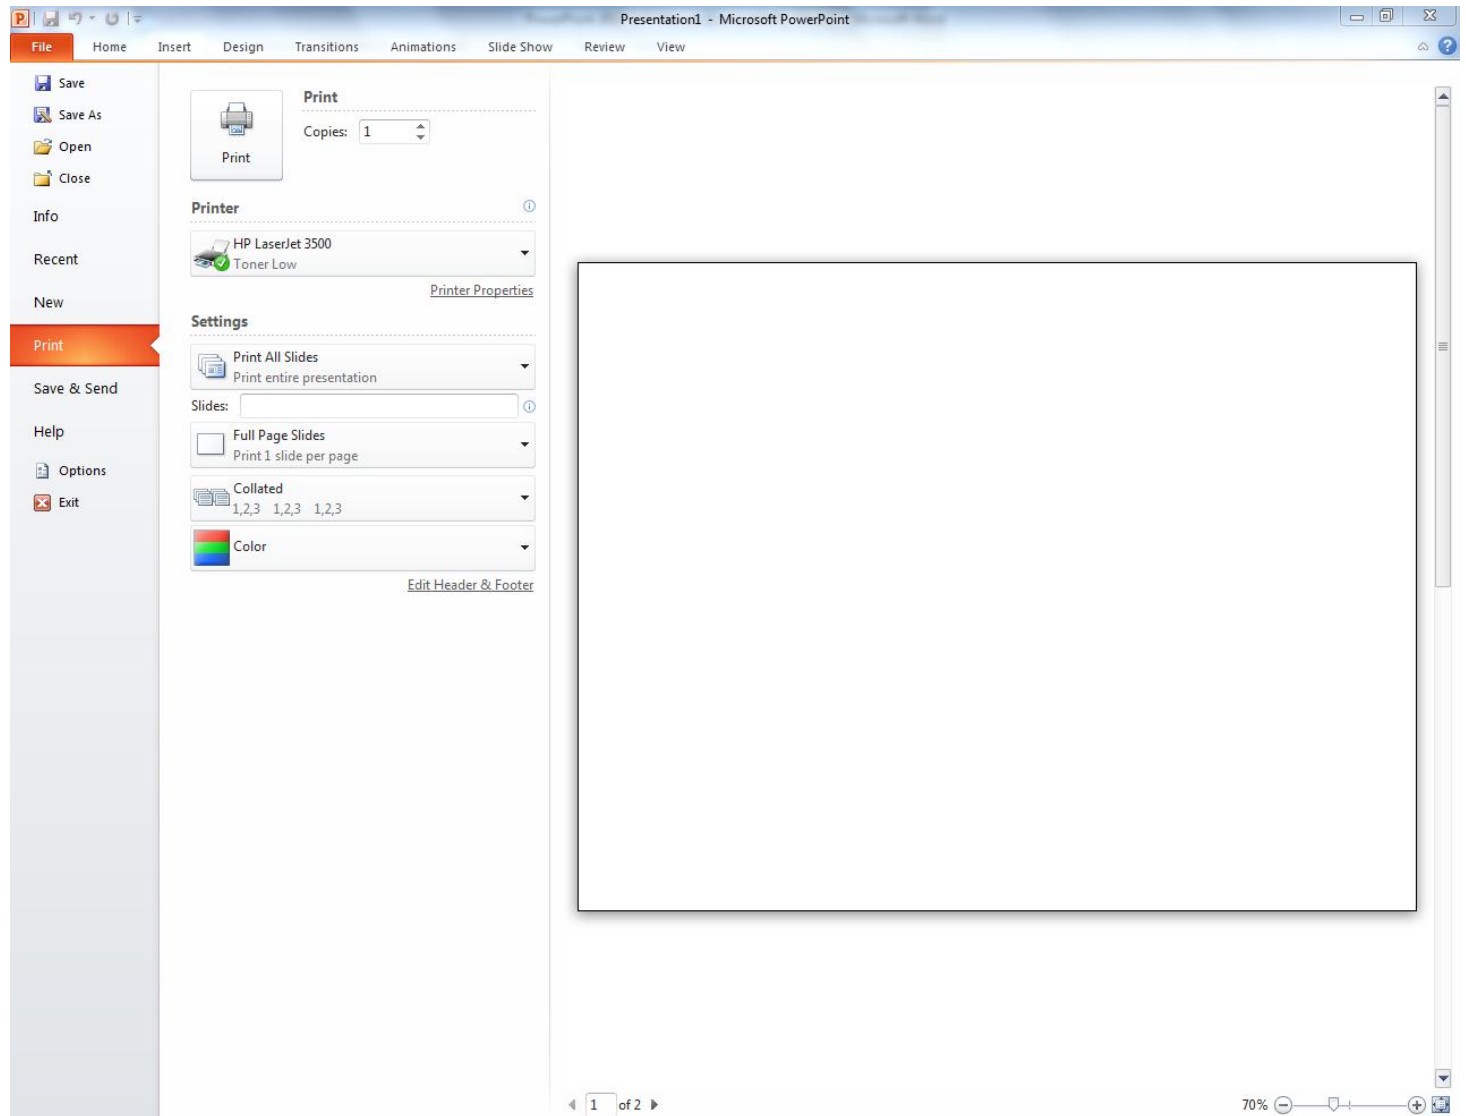 Presentation1 - Microsoft PowerPoint
File Home Insert Design Transitions Animations Slide Show Review View
Save
Save As
Open
Close
Info
Recent
New
Print
Save & Send
Help
Options
Exit
Print
Print
Copies: 1
Printer
HP LaserJet 3500
Toner Low
Printer Properties
Settings
Print All Slides
Print entire presentation
Slides:
Full Page Slides
Print 1 slide per page
Collated
1,2,3 1,2,3 1,2,3
Color
Edit Header & Footer
1 of 2
70%